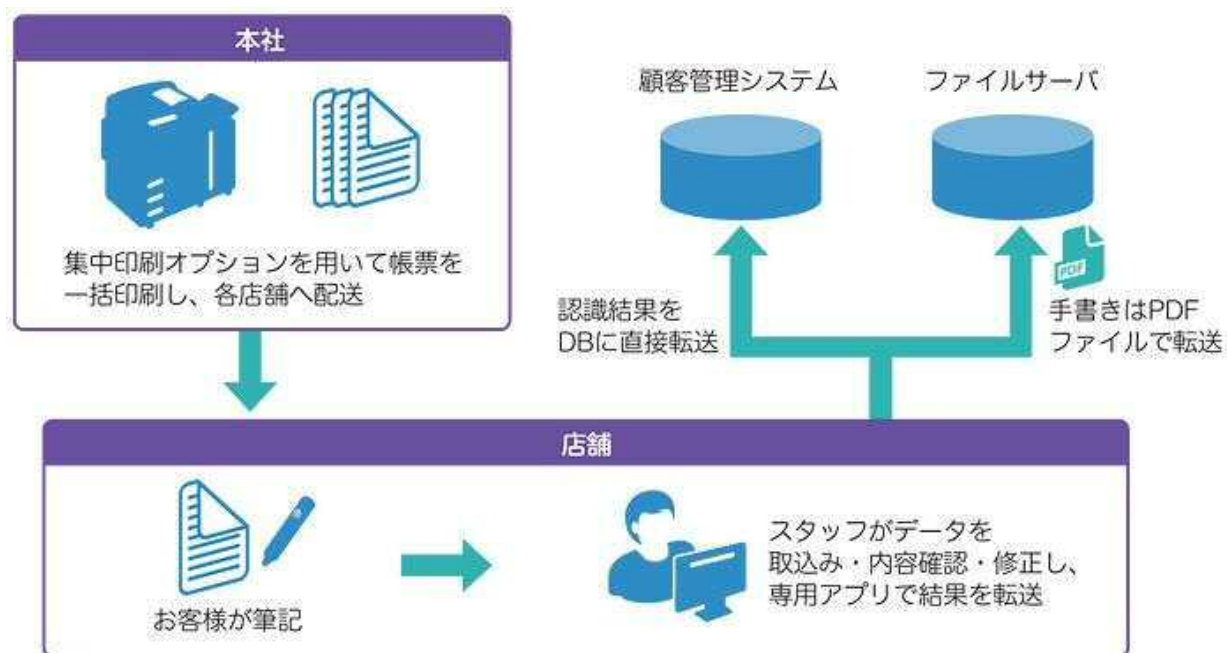 本社
集中印刷オプションを用いて帳票を
一括印刷し、各店舗へ配送
顧客管理システム
ファイルサーバ
認識結果を
DBに直接転送
PDF
手書きはPDF
ファイルで転送
店舗
お客様が筆記
スタッフがデータを
取込み・内容確認・修正し、
専用アプリで結果を転送